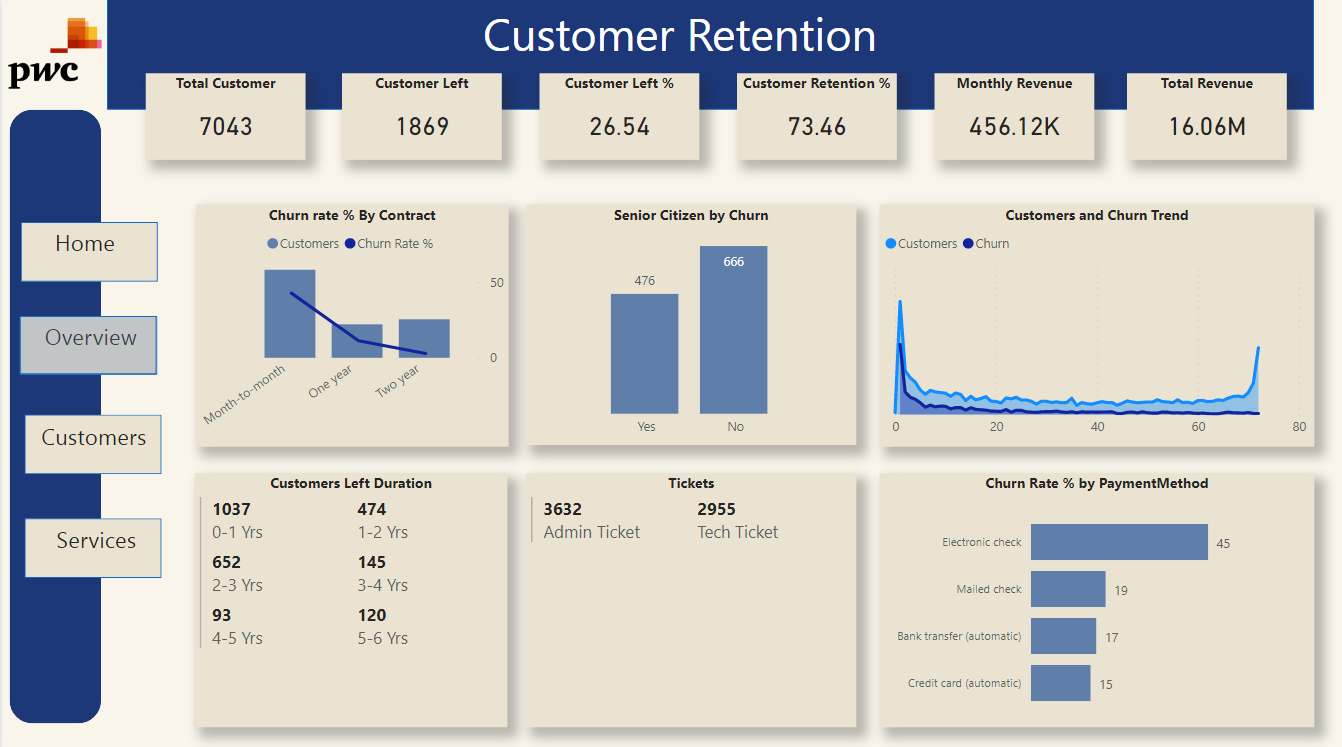 pwc
Customer Retention
Total Customer
7043
Customer Left
1869
Customer Left %
26.54
Customer Retention %
73.46
Monthly Revenue
456.12K
Total Revenue
16.06M
Home
Overview
Customers
Services
Churn rate % By Contract
Customers Churn Rate %
50
0
Month-to-month
One year
Two year
Senior Citizen by Churn
476
666
Yes No
Customers and Churn Trend
Customers Churn
0 20 40 60 80
Customers Left Duration
1037 474
0-1 Yrs 1-2 Yrs
652 145
2-3 Yrs 3-4 Yrs
93 120
4-5 Yrs 5-6 Yrs
Tickets
3632 2955
Admin Ticket Tech Ticket
Churn Rate % by PaymentMethod
Electronic check 45
Mailed check 19
Bank transfer (automatic) 17
Credit card (automatic) 15